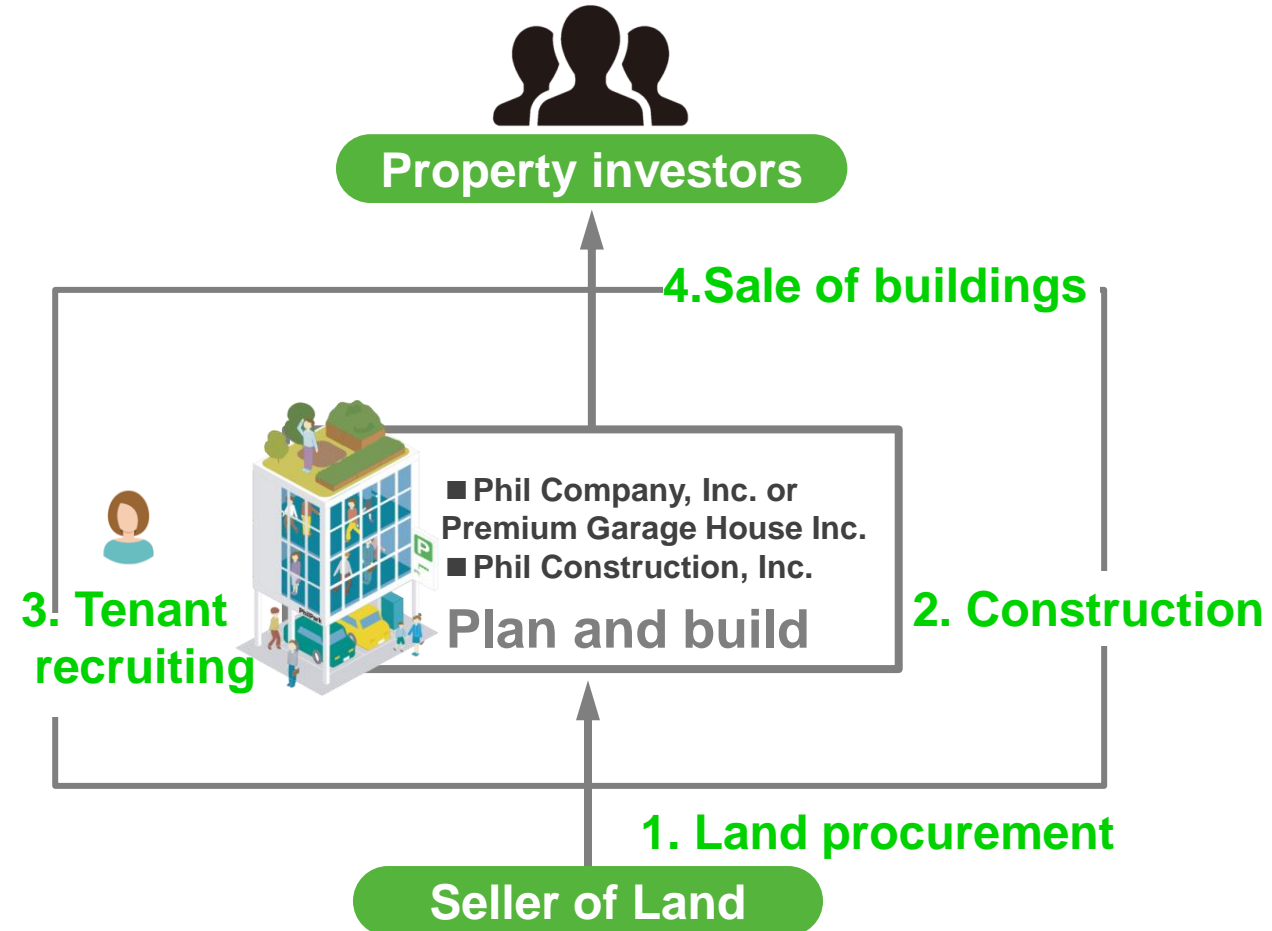 Property investors
4.Sale of buildings
■ Phil Company, Inc. or
Premium Garage House Inc.
■ Phil Construction, Inc.
Plan and build
P
PhilPark
3. Tenant
recruiting
2. Construction
1. Land procurement
Seller of Land